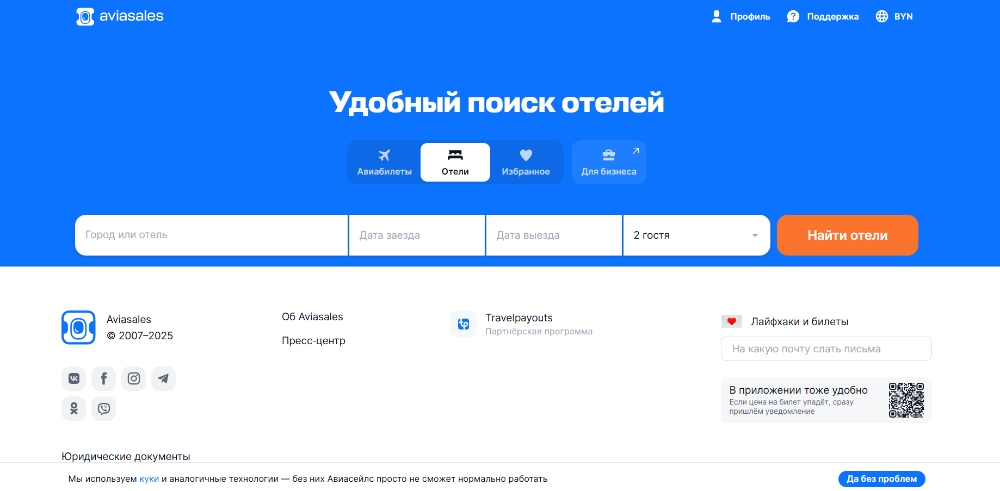 aviasales
Профиль
Поддержка
BYN
Удобный поиск отелей
Авиабилеты
Отели
Избранное
Для бизнеса
Город или отель
Дата заезда
Дата выезда
2 гостя
Найти отели
Aviasales
© 2007–2025
Об Aviasales
Пресс-центр
Travelpayouts
Партнёрская программа
Лайфхаки и билеты
На какую почту слать письма
В приложении тоже удобно
Если цена на билет упадёт, сразу
пришлём уведомление
Юридические документы
Мы используем куки и аналогичные технологии — без них Авиасейлс просто не сможет нормально работать
Да без проблем